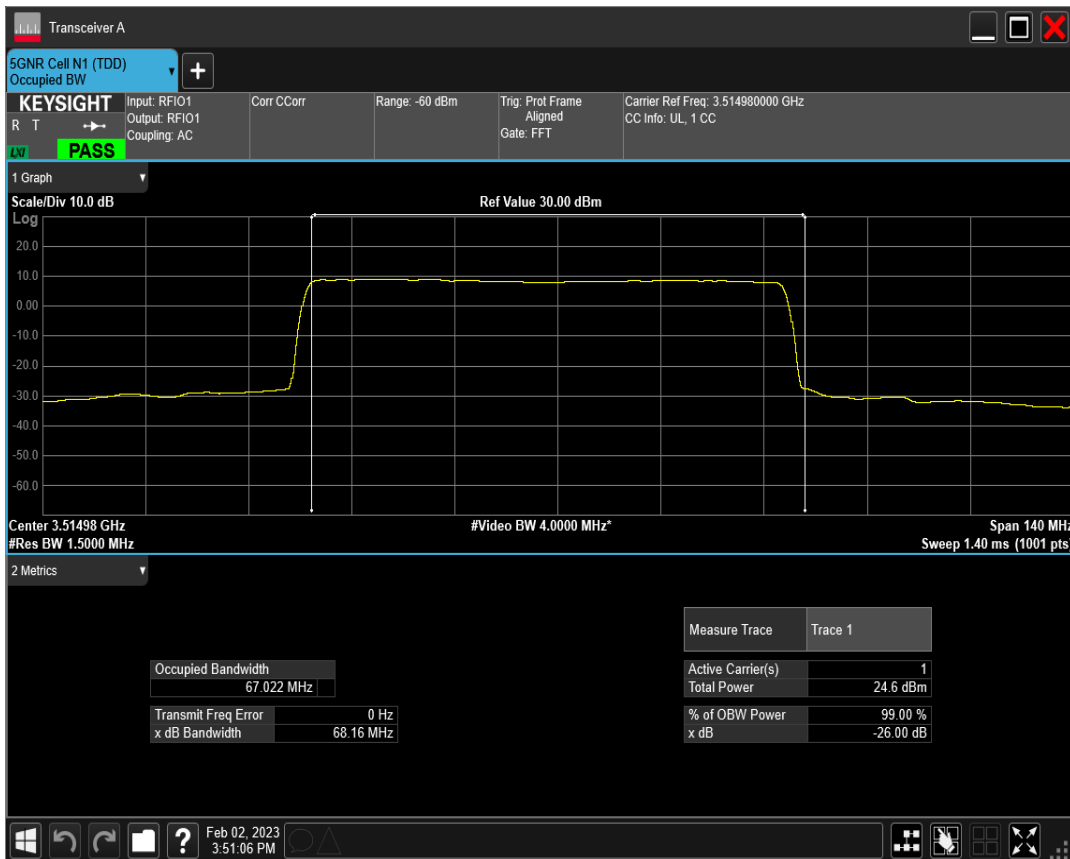 Transceiver A
5GNR Cell N1 (TDD)
Occupied BW
+
KEYSIGHT
R T
LXI
PASS
Input: RFIO1
Output: RFIO1
Coupling: AC
Corr CCorr
Range: -60 dBm
Trig: Prot Frame
Aligned
Gate: FFT
Carrier Ref Freq: 3.514980000 GHz
CC Info: UL, 1 CC
1 Graph
Scale/Div 10.0 dB
Ref Value 30.00 dBm
Log
20.0
10.0
0.00
-10.0
-20.0
-30.0
-40.0
-50.0
-60.0
Center 3.51498 GHz
#Video BW 4.0000 MHz*
Span 140 MHz
#Res BW 1.5000 MHz
Sweep 1.40 ms (1001 pts)
2 Metrics
Measure Trace Trace 1
Occupied Bandwidth
67.022 MHz
Active Carrier(s) 1
Total Power 24.6 dBm
Transmit Freq Error 0 Hz
x dB Bandwidth 68.16 MHz
% of OBW Power 99.00 %
x dB -26.00 dB
?
Feb 02, 2023
3:51:06 PM